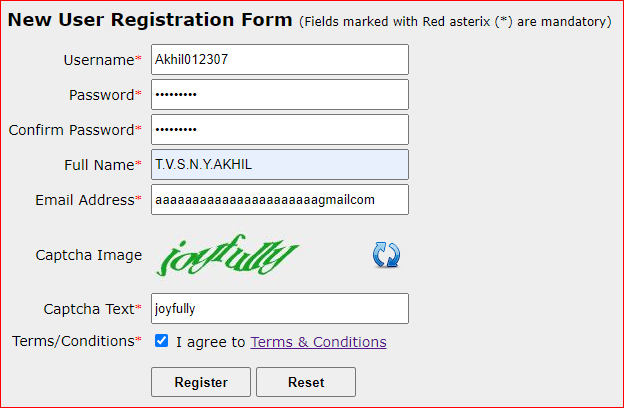 New User Registration Form (Fields marked with Red asterix (*) are mandatory)
Username* Akhil012307
Password* •••••••••
Confirm Password* •••••••••
Full Name* T.V.S.N.Y.AKHIL
Email Address* aaaaaaaaaaaaaaaaaaaaaagmailcom
Captcha Image joyfully
Captcha Text* joyfully
Terms/Conditions* I agree to Terms & Conditions
Register Reset